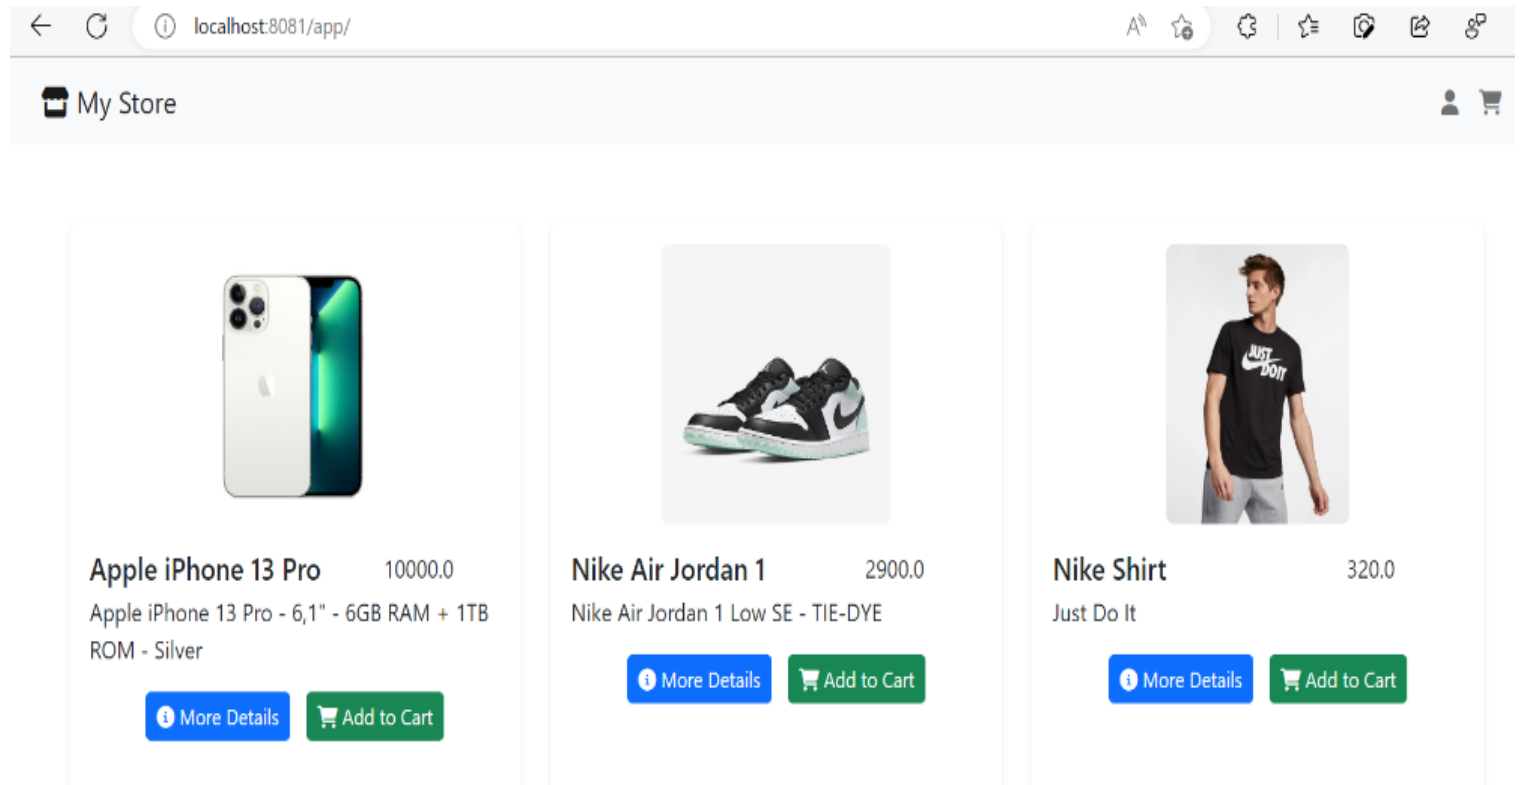 localhost:8081/app/
My Store
Apple iPhone 13 Pro 10000.0
Apple iPhone 13 Pro - 6,1" - 6GB RAM + 1TB
ROM - Silver
More Details Add to Cart
JUST
DO IT
Nike Air Jordan 1 2900.0
Nike Air Jordan 1 Low SE - TIE-DYE
More Details Add to Cart
Nike Shirt 320.0
Just Do It
More Details Add to Cart